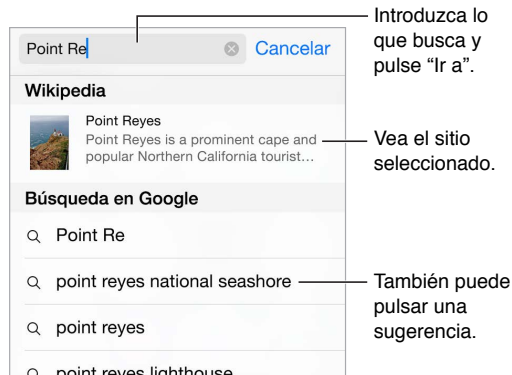 Point Re
Cancelar
Wikipedia
Point Reyes
Point Reyes is a prominent cape and
popular Northern California tourist…
Búsqueda en Google
Point Re
point reyes national seashore
point reyes
point reyes lighthouse
Introduzca lo
que busca y
pulse “Ir a”.
Vea el sitio
seleccionado.
También puede
pulsar una
sugerencia.